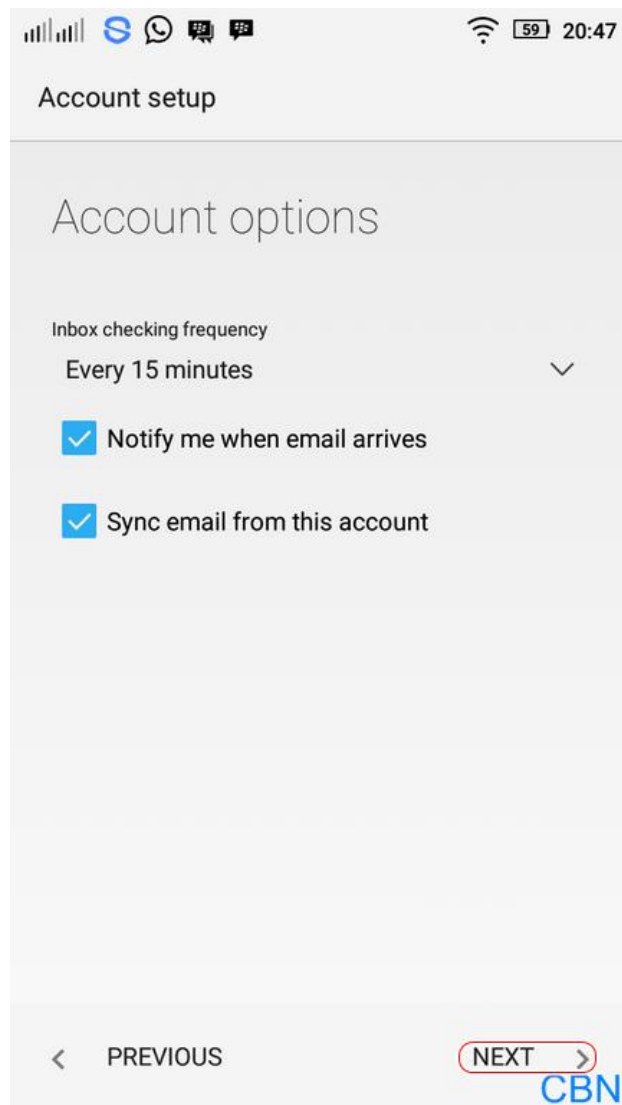 59 20:47
Account setup
Account options
Inbox checking frequency
Every 15 minutes
Notify me when email arrives
Sync email from this account
PREVIOUS NEXT
CBN